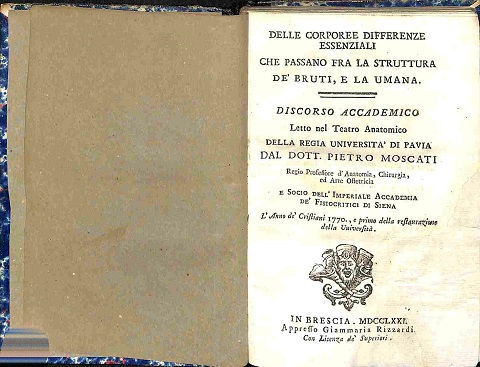 DELLE CORPOREE DIFFERENZE
ESSENZIALI
CHE PASSANO FRA LA STRUTTURA
DE' BRUTI, E LA UMANA.
DISCORSO ACCADEMICO
Letto nel Teatro Anatomico
DELLA REGIA UNIVERSITA' DI PAVIA
DAL DOTT. PIETRO MOSCATI
Regio Professore d'Anatomia, Chirurgia,
ed Arte Ostetricia
E SOCIO DELL'IMPERIALE ACCADEMIA
DE' FISIOCRITICI DI SIENA
L'Anno de' Cristiani 1770., e primo della restaurazione
della Università.
IN BRESCIA. MDCCLXXI.
Appresso Giammaria Rizzardi.
Con Licenza de' Superiori.